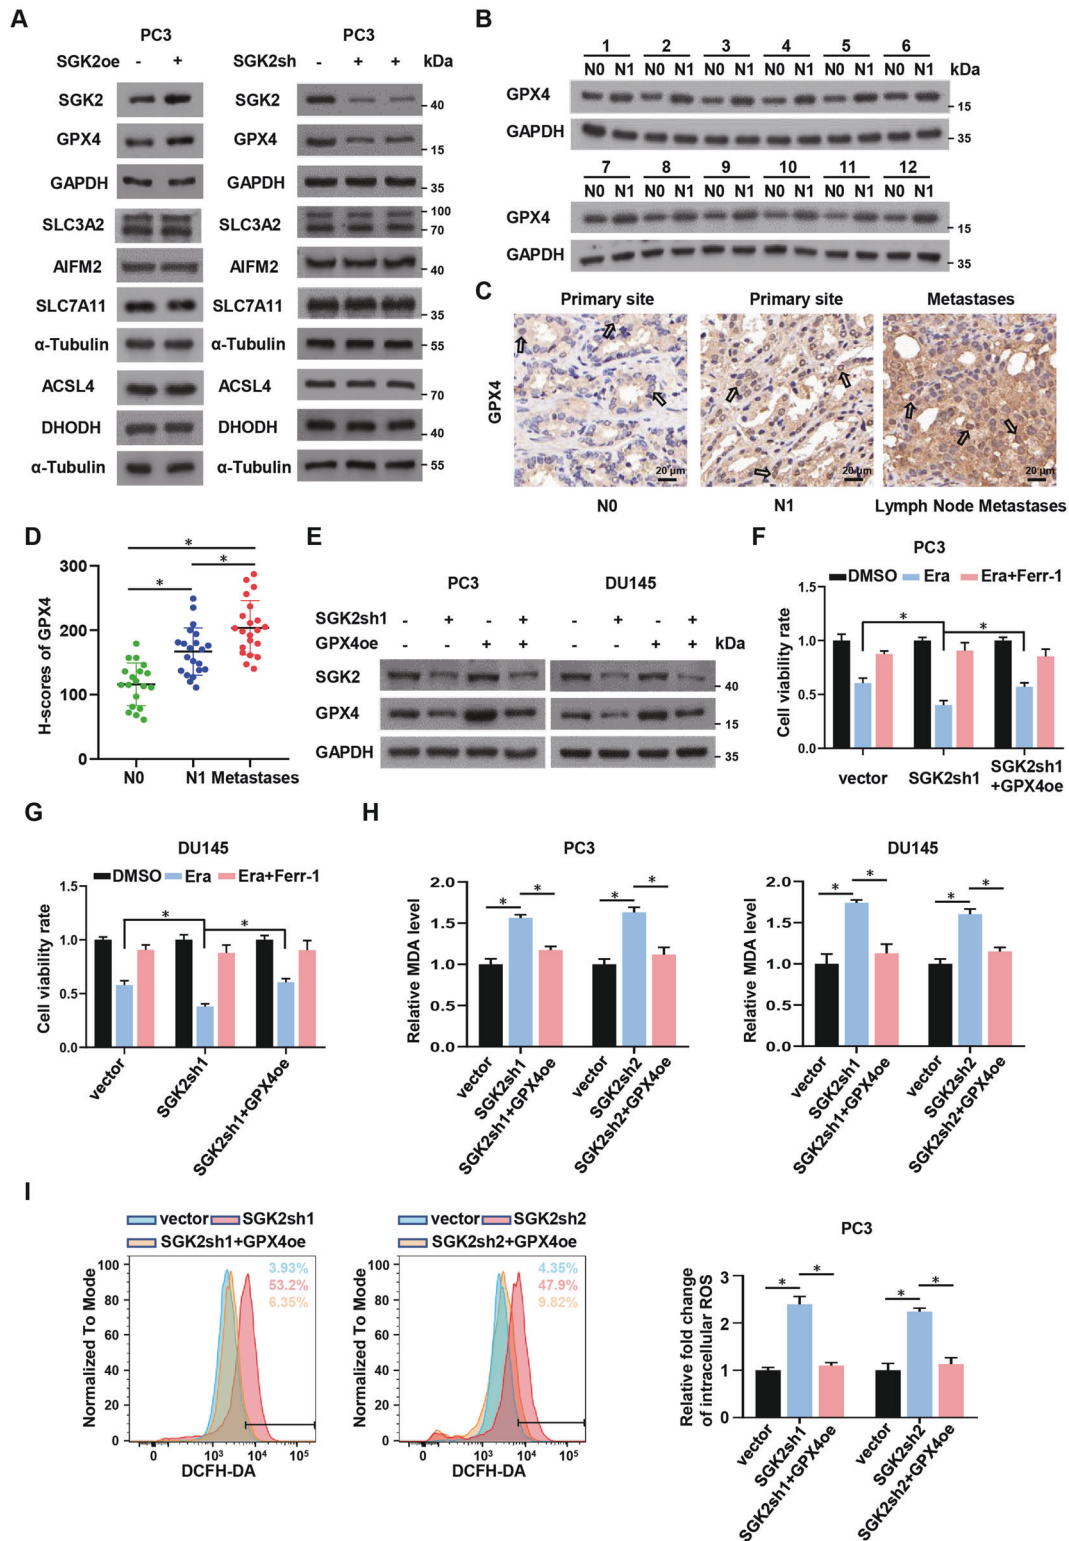 A
PC3
PC3
SGK2oe - +
SGK2sh - + + kDa
SGK2
SGK2
40
GPX4
GPX4
15
GAPDH
GAPDH
35
SLC3A2
SLC3A2
100
70
AIFM2
AIFM2
40
SLC7A11
SLC7A11
35
α-Tubulin
α-Tubulin
55
ACSL4
ACSL4
70
DHODH
DHODH
40
α-Tubulin
α-Tubulin
55
B
1 2 3 4 5 6
N0 N1 N0 N1 N0 N1 N0 N1 N0 N1 N0 N1 kDa
GPX4
15
GAPDH
35
7 8 9 10 11 12
N0 N1 N0 N1 N0 N1 N0 N1 N0 N1 N0 N1
GPX4
15
GAPDH
35
C
Primary site
Primary site
Metastases
GPX4
20 μm
20 μm
20 μm
N0
N1
Lymph Node Metastases
D
* 
* *
H-scores of GPX4
300
200
100
0
N0 N1 Metastases
E
PC3
DU145
SGK2sh1 - + - + - + - +
GPX4oe - - + + - - + + kDa
SGK2
40
GPX4
15
GAPDH
35
F
PC3
DMSO Era Era+Ferr-1
* *
Cell viability rate
1.5
1.0
0.5
0.0
vector
SGK2sh1
SGK2sh1
+GPX4oe
G
DU145
DMSO Era Era+Ferr-1
* *
Cell viability rate
1.5
1.0
0.5
0.0
vector
SGK2sh1
SGK2sh1+GPX4oe
H
PC3
* * * *
Relative MDA level
2.0
1.5
1.0
0.5
0.0
vector
SGK2sh1
SGK2sh1+GPX4oe
vector
SGK2sh2
SGK2sh2+GPX4oe
DU145
* * * *
Relative MDA level
2.0
1.5
1.0
0.5
0.0
vector
SGK2sh1
SGK2sh1+GPX4oe
vector
SGK2sh2
SGK2sh2+GPX4oe
I
vector SGK2sh1
SGK2sh1+GPX4oe
3.93%
53.2%
6.35%
Normalized To Mode
100
80
60
40
20
0
0 10³ 10⁴ 10⁵
DCFH-DA
vector SGK2sh2
SGK2sh2+GPX4oe
4.35%
47.9%
9.82%
Normalized To Mode
100
80
60
40
20
0
0 10³ 10⁴ 10⁵
DCFH-DA
PC3
* * * *
Relative fold change
of intracellular ROS
3
2
1
0
vector
SGK2sh1
SGK2sh1+GPX4oe
vector
SGK2sh2
SGK2sh2+GPX4oe